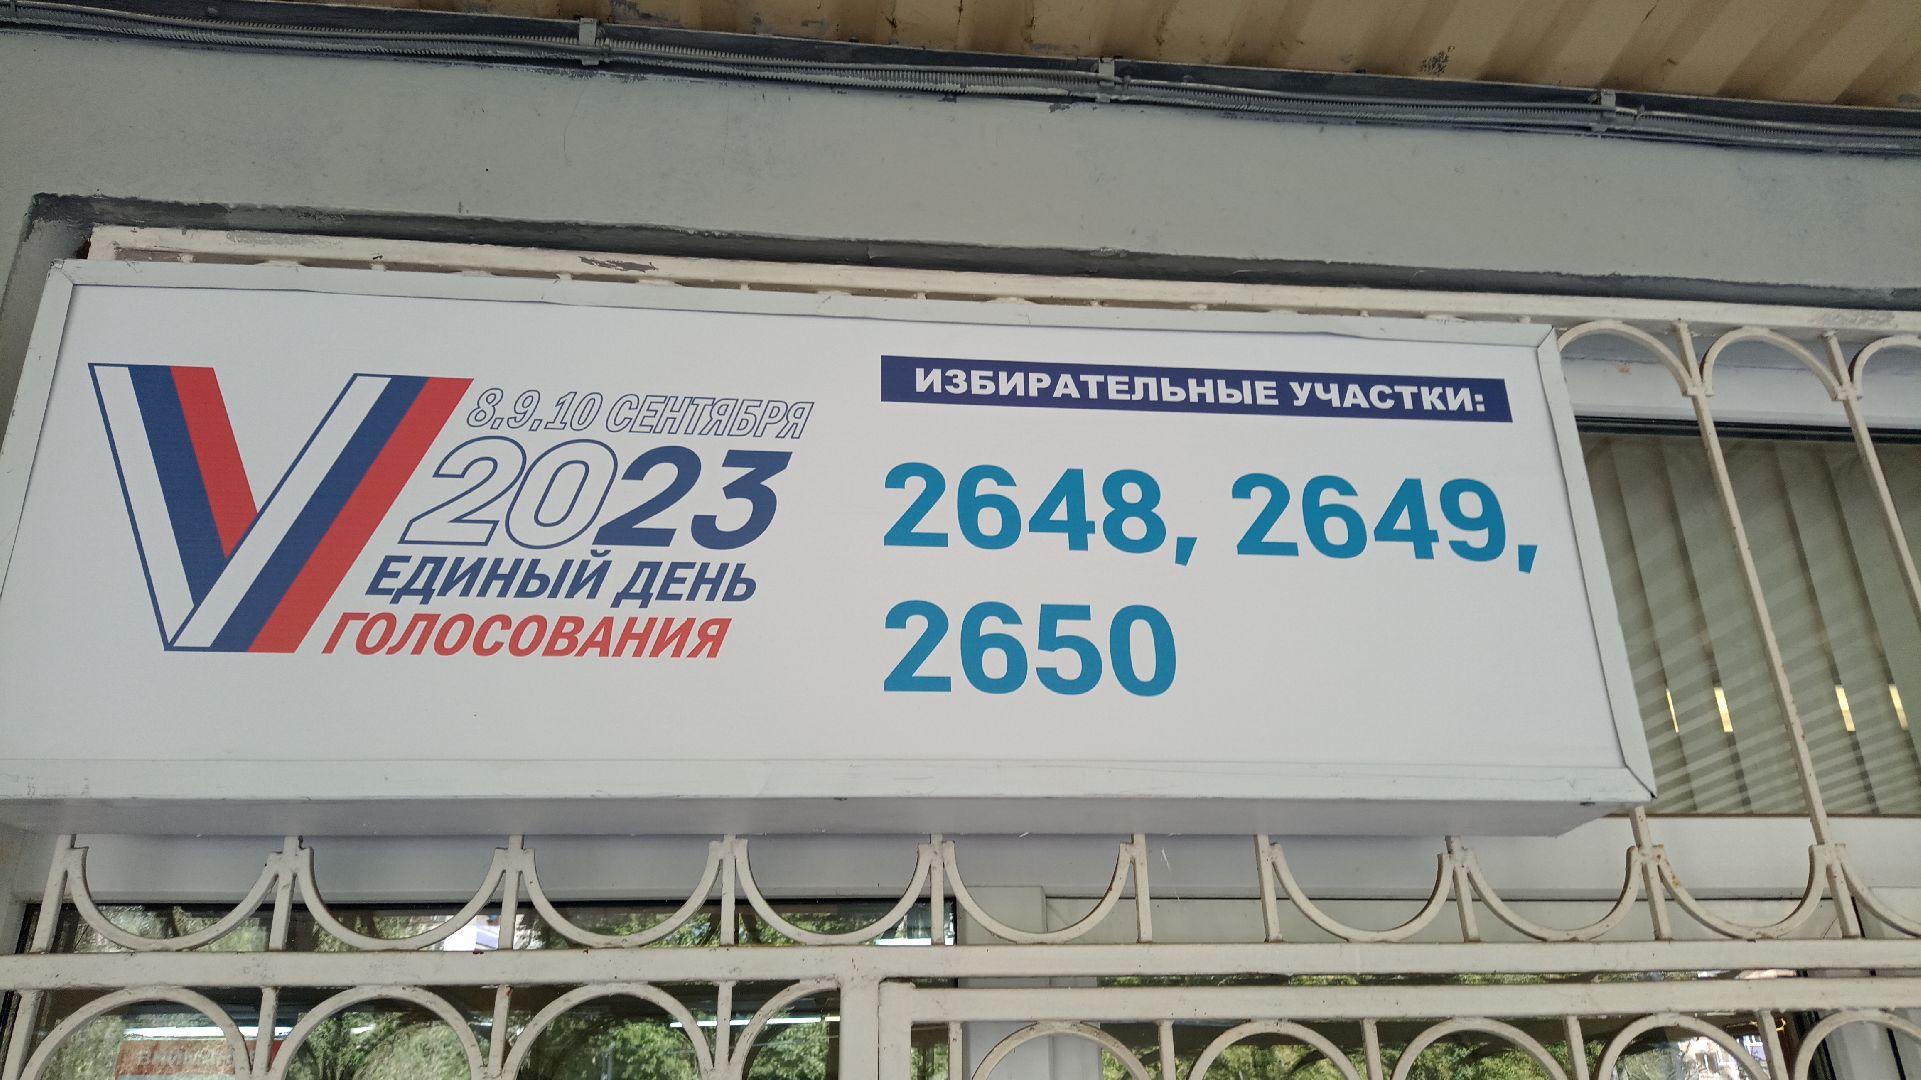 8, 9, 10 СЕНТЯБРЯ
2023
ЕДИНЫЙ ДЕНЬ
ГОЛОСОВАНИЯ
ИЗБИРАТЕЛЬНЫЕ УЧАСТКИ:
2648, 2649,
2650